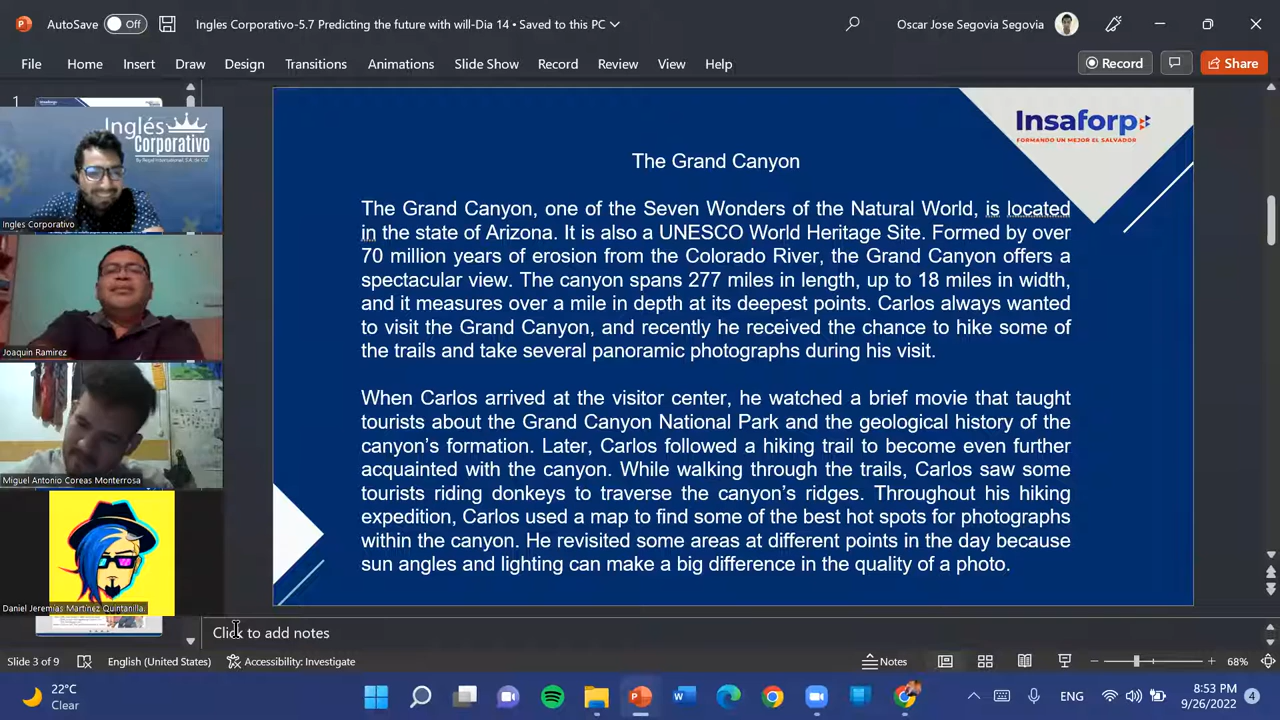 AutoSave Off Ingles Corporativo-5.7 Predicting the future with will-Dia 14 • Saved to this PC Oscar Jose Segovia Segovia
File Home Insert Draw Design Transitions Animations Slide Show Record Review View Help Record Share
1
Inglés
Corporativo
By Regal International, S.A. de C.V.
Ingles Corporativo
Joaquin Ramirez
Miguel Antonio Coreas Monterrosa
Daniel Jeremías Martínez Quintanilla.
Insaforp
FORMANDO UN MEJOR EL SALVADOR
The Grand Canyon
The Grand Canyon, one of the Seven Wonders of the Natural World, is located
in the state of Arizona. It is also a UNESCO World Heritage Site. Formed by over
70 million years of erosion from the Colorado River, the Grand Canyon offers a
spectacular view. The canyon spans 277 miles in length, up to 18 miles in width,
and it measures over a mile in depth at its deepest points. Carlos always wanted
to visit the Grand Canyon, and recently he received the chance to hike some of
the trails and take several panoramic photographs during his visit.
When Carlos arrived at the visitor center, he watched a brief movie that taught
tourists about the Grand Canyon National Park and the geological history of the
canyon's formation. Later, Carlos followed a hiking trail to become even further
acquainted with the canyon. While walking through the trails, Carlos saw some
tourists riding donkeys to traverse the canyon's ridges. Throughout his hiking
expedition, Carlos used a map to find some of the best hot spots for photographs
within the canyon. He revisited some areas at different points in the day because
sun angles and lighting can make a big difference in the quality of a photo.
Click to add notes
Slide 3 of 9 English (United States) Accessibility: Investigate Notes 68%
22°C
Clear
ENG
8:53 PM
9/26/2022
4